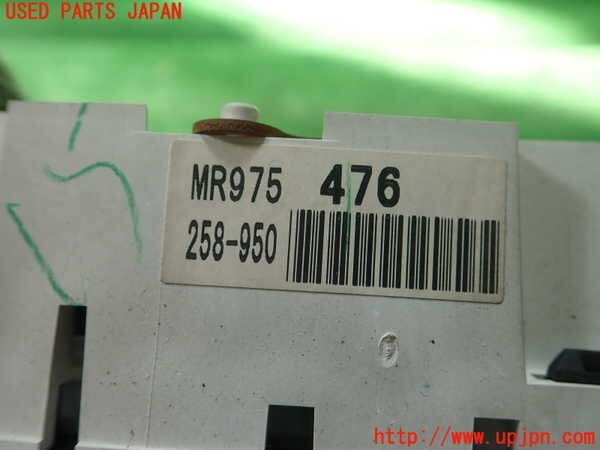 USED PARTS JAPAN
MR975 476
258-950
http://www.upjpn.com/